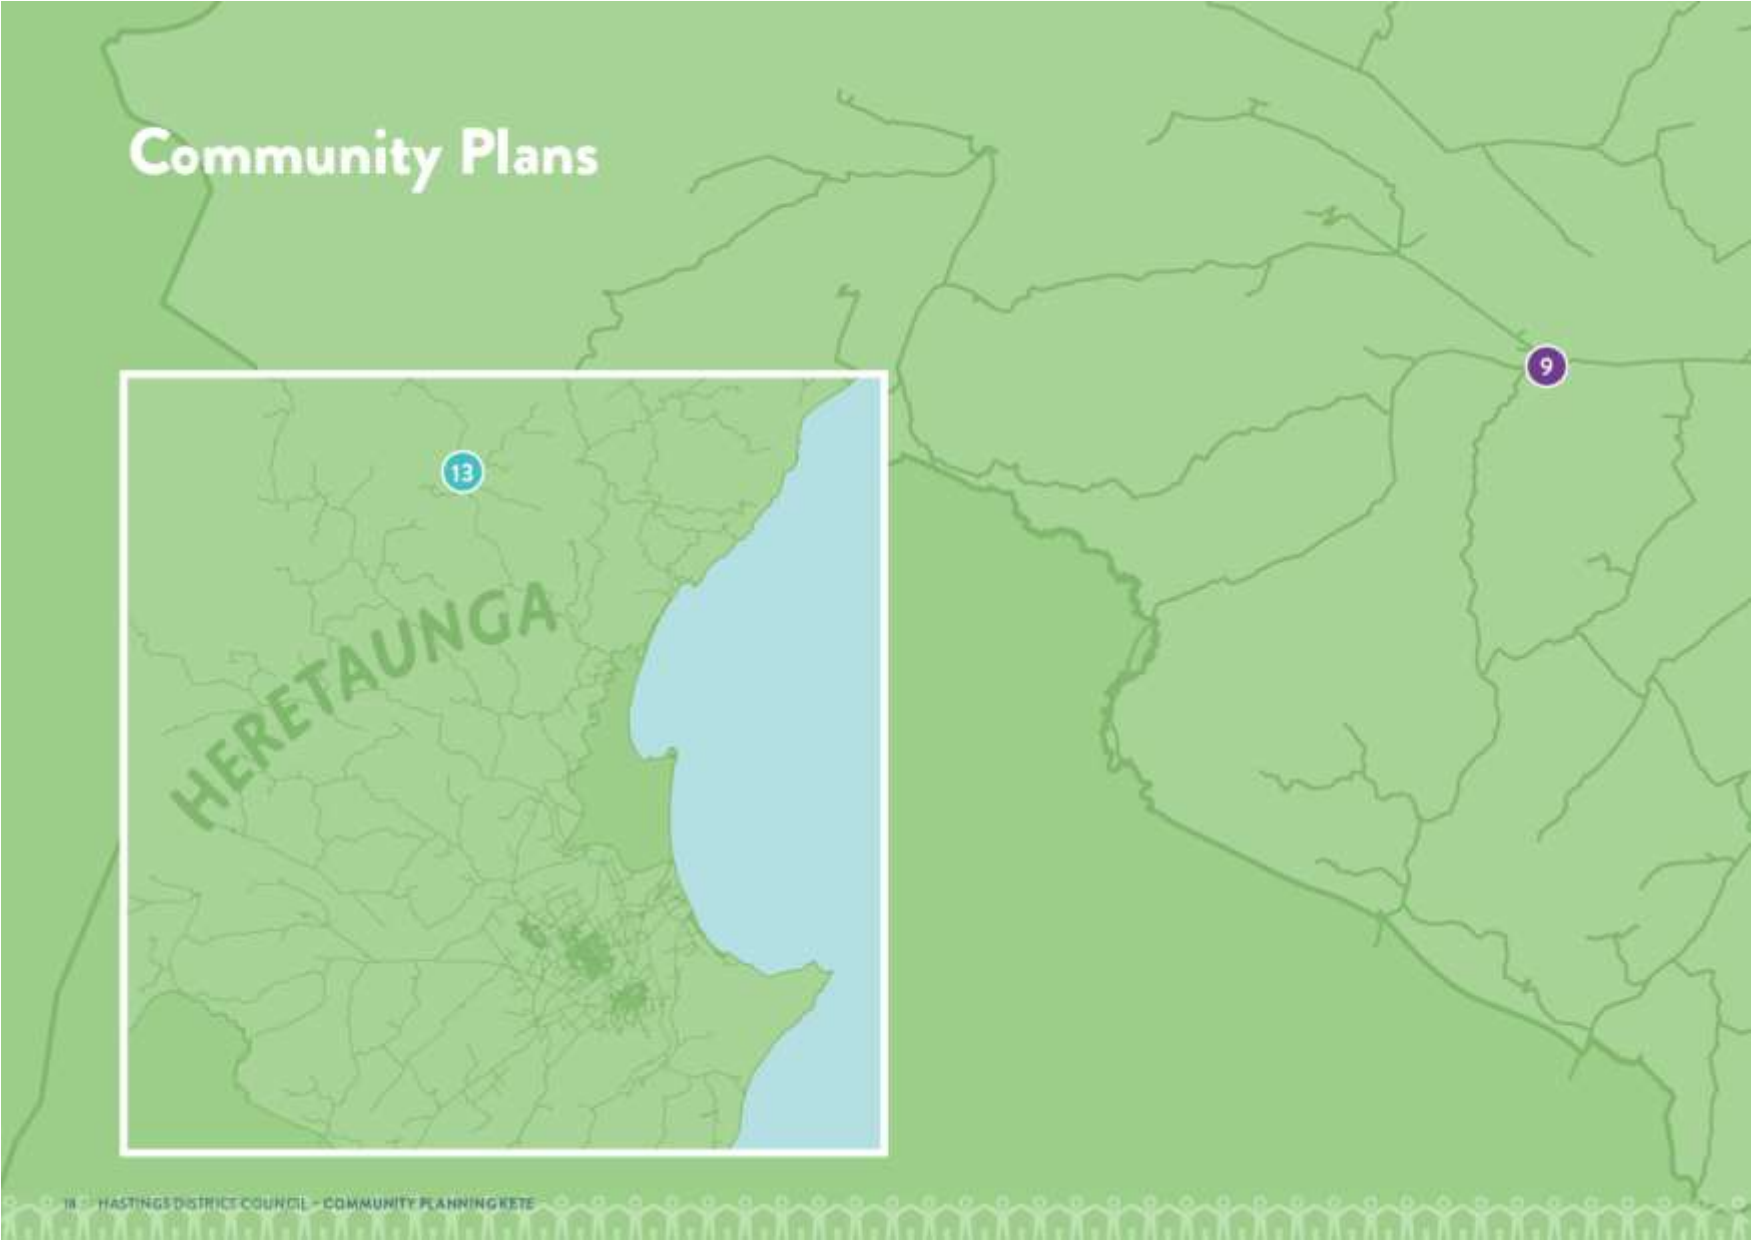 Community Plans
9
13
HERETAUNGA
18 HASTINGS DISTRICT COUNCIL - COMMUNITY PLANNING KETE